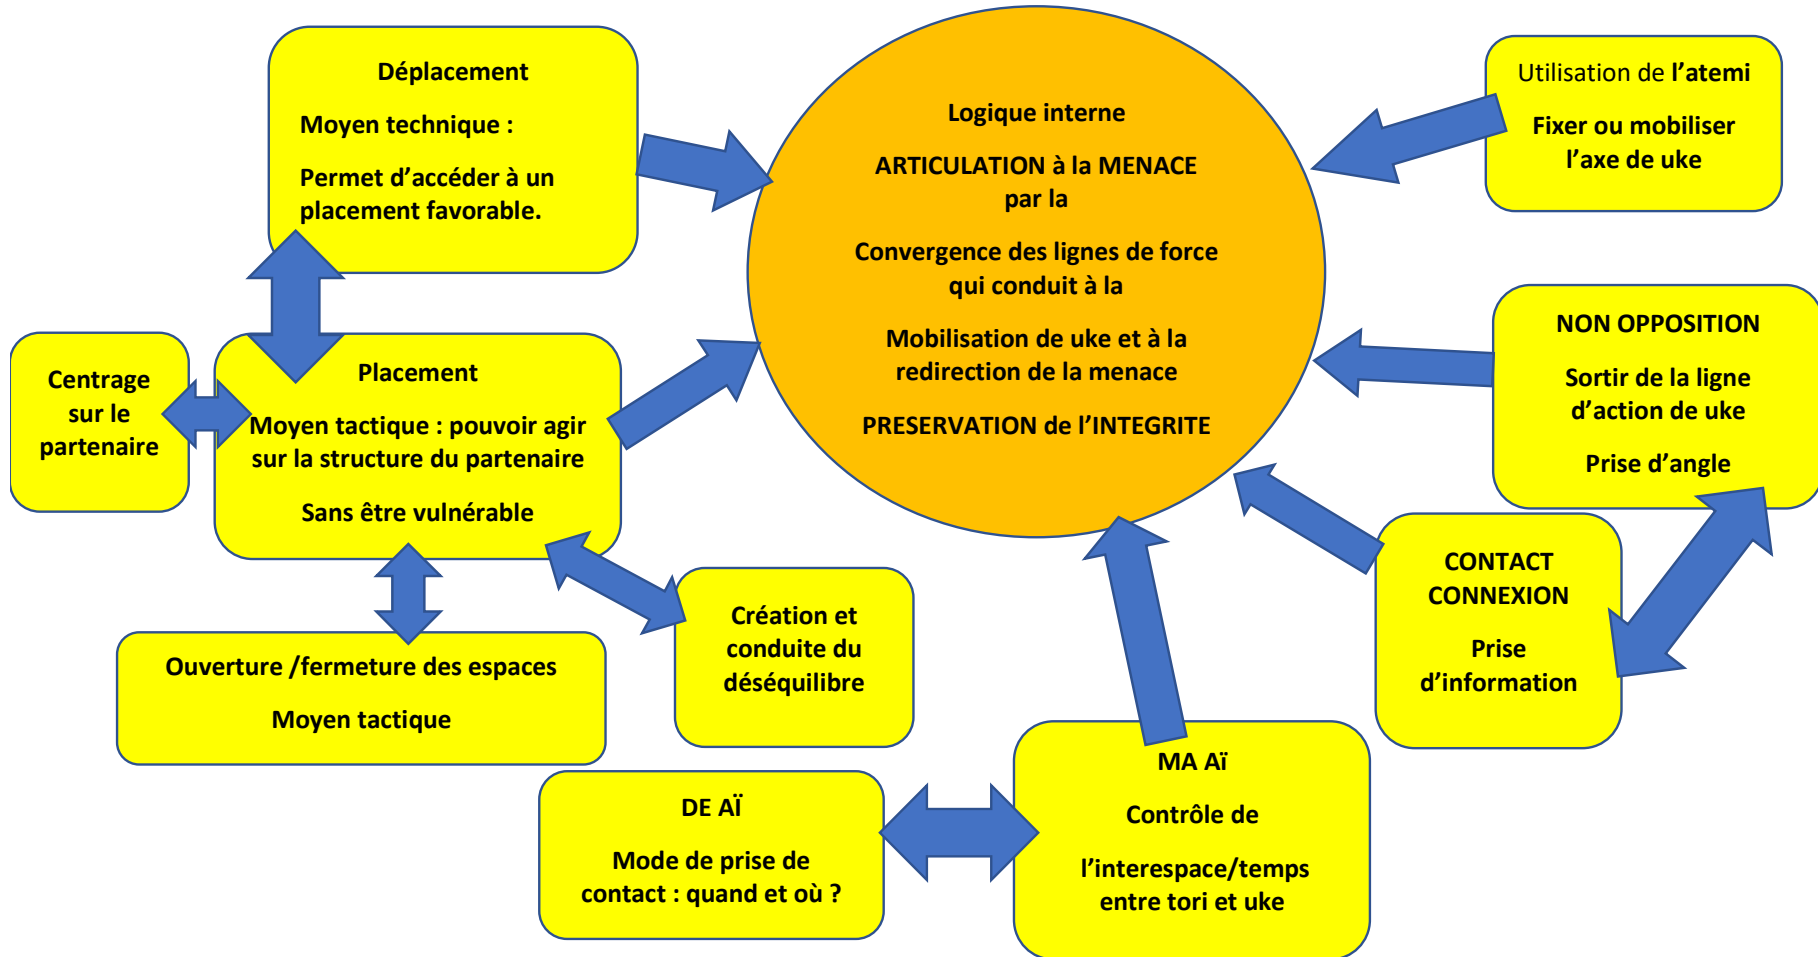 Déplacement
Moyen technique :
Permet d’accéder à un
placement favorable.
Logique interne
ARTICULATION à la MENACE
par la
Convergence des lignes de force
qui conduit à la
Mobilisation de uke et à la
redirection de la menace
PRESERVATION de l’INTEGRITE
Utilisation de l’atemi
Fixer ou mobiliser
l’axe de uke
Centrage
sur le
partenaire
Placement
Moyen tactique : pouvoir agir
sur la structure du partenaire
Sans être vulnérable
NON OPPOSITION
Sortir de la ligne
d’action de uke
Prise d’angle
CONTACT
CONNEXION
Prise
d’information
Création et
conduite du
déséquilibre
Ouverture /fermeture des espaces
Moyen tactique
DE AÏ
Mode de prise de
contact : quand et où ?
MA Aï
Contrôle de
l’interespace/temps
entre tori et uke